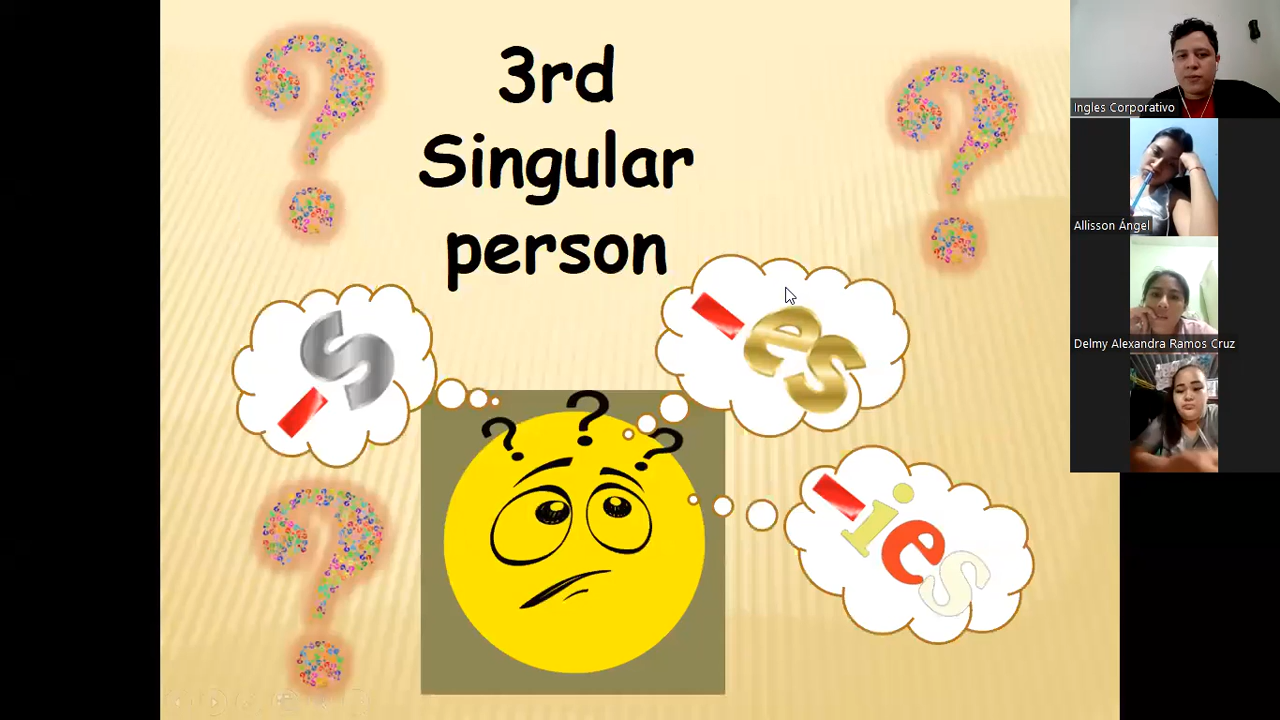 3rd
Singular
person
-s
-es
-ies
? ? ?
Ingles Corporativo
Allisson Ángel
Delmy Alexandra Ramos Cruz